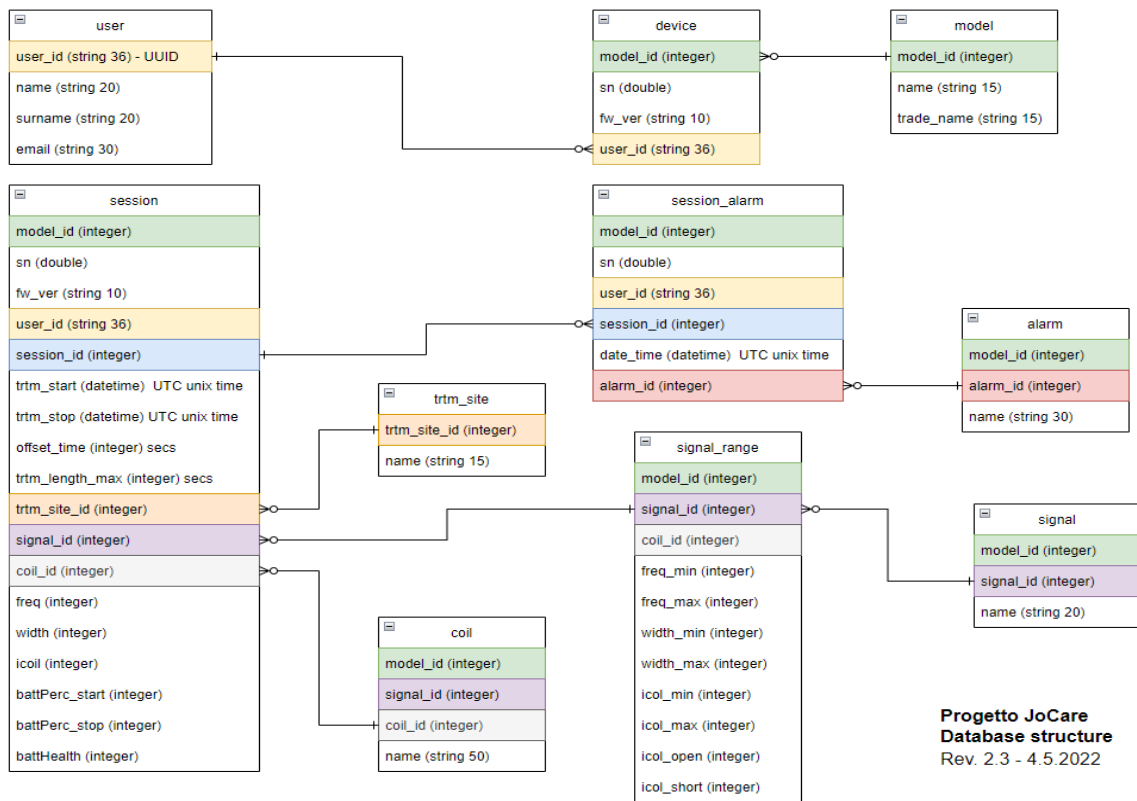 user
user_id (string 36) - UUID
name (string 20)
surname (string 20)
email (string 30)
device
model_id (integer)
sn (double)
fw_ver (string 10)
user_id (string 36)
model
model_id (integer)
name (string 15)
trade_name (string 15)
session
model_id (integer)
sn (double)
fw_ver (string 10)
user_id (string 36)
session_id (integer)
trtm_start (datetime) UTC unix time
trtm_stop (datetime) UTC unix time
offset_time (integer) secs
trtm_length_max (integer) secs
trtm_site_id (integer)
signal_id (integer)
coil_id (integer)
freq (integer)
width (integer)
icoil (integer)
battPerc_start (integer)
battPerc_stop (integer)
battHealth (integer)
session_alarm
model_id (integer)
sn (double)
user_id (string 36)
session_id (integer)
date_time (datetime) UTC unix time
alarm_id (integer)
alarm
model_id (integer)
alarm_id (integer)
name (string 30)
trtm_site
trtm_site_id (integer)
name (string 15)
signal_range
model_id (integer)
signal_id (integer)
coil_id (integer)
freq_min (integer)
freq_max (integer)
width_min (integer)
width_max (integer)
icol_min (integer)
icol_max (integer)
icol_open (integer)
icol_short (integer)
signal
model_id (integer)
signal_id (integer)
name (string 20)
coil
model_id (integer)
signal_id (integer)
coil_id (integer)
name (string 50)
Progetto JoCare
Database structure
Rev. 2.3 - 4.5.2022